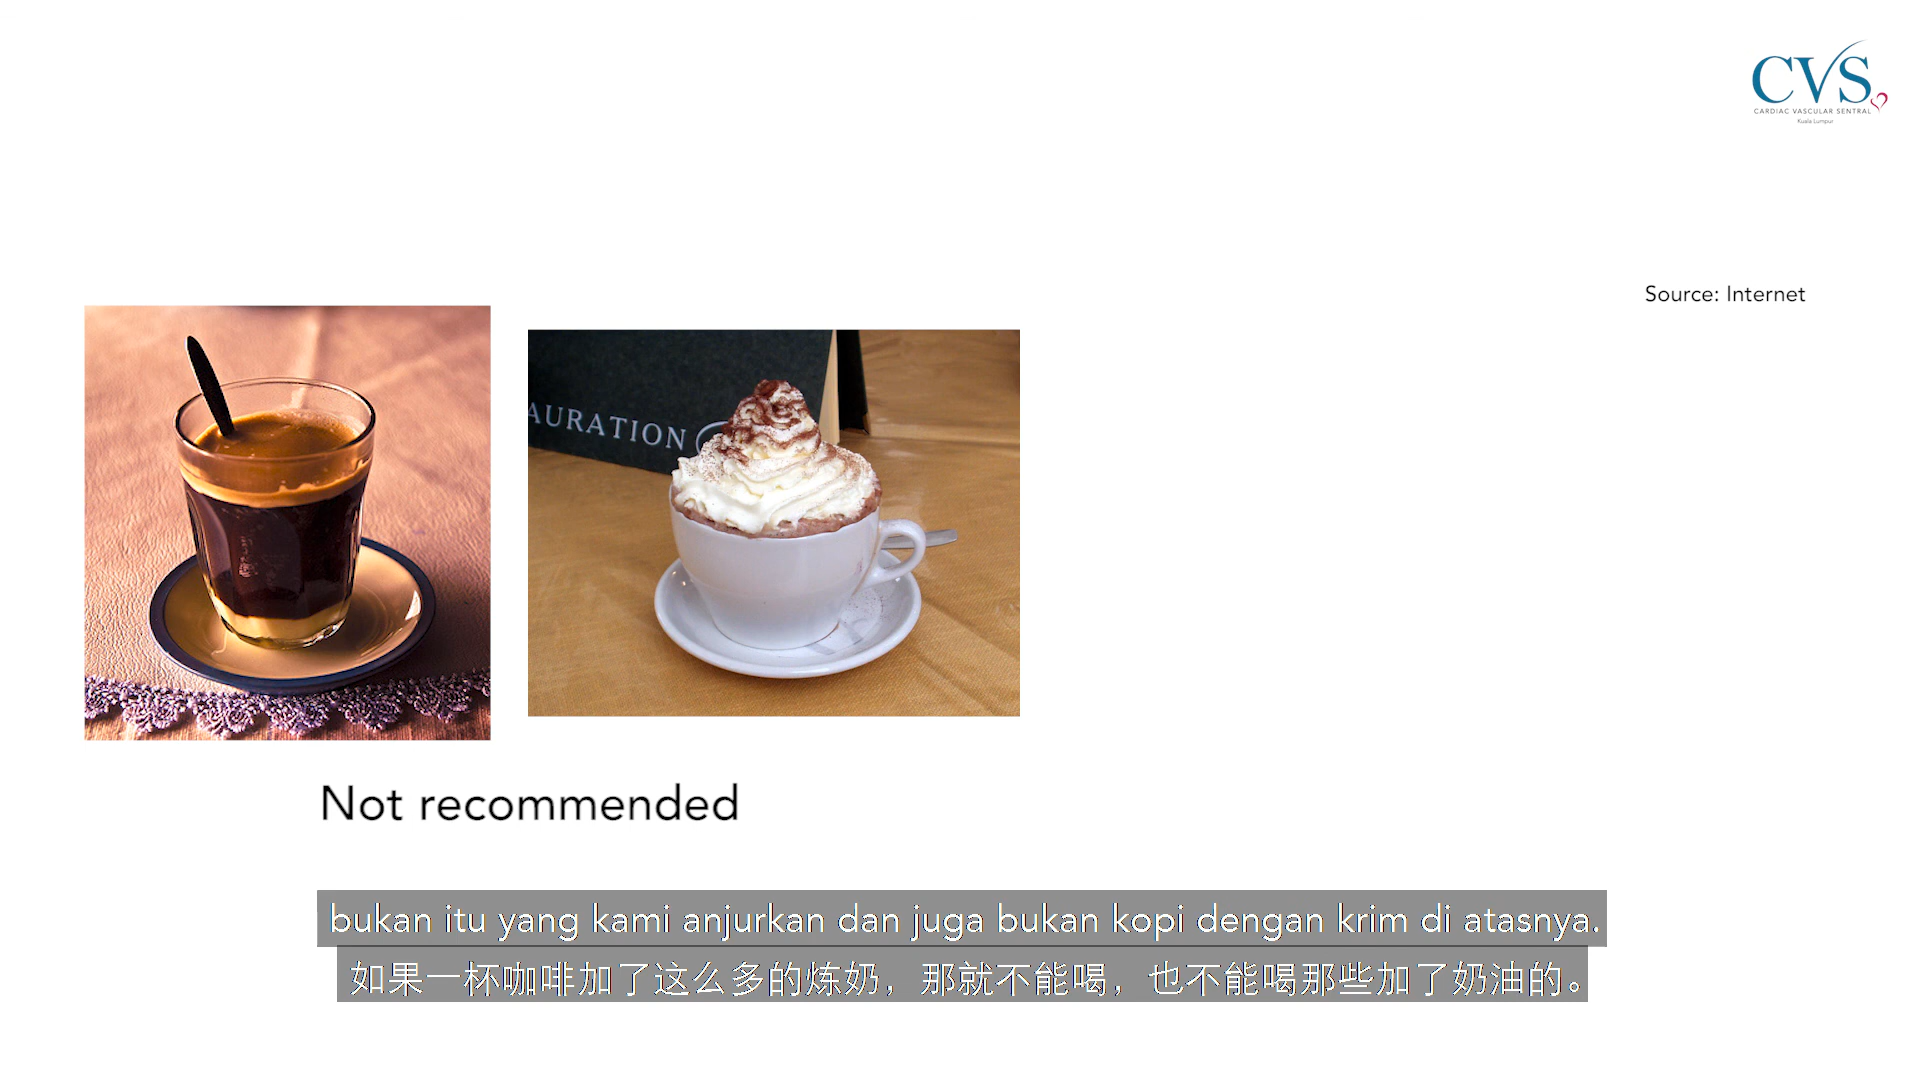 CVS
CARDIAC VASCULAR SENTRAL
Kuala Lumpur
Source: Internet
AURATION
Not recommended
bukan itu yang kami anjurkan dan juga bukan kopi dengan krim di atasnya.
如果一杯咖啡加了这么多的炼奶，那就不能喝，也不能喝那些加了奶油的。